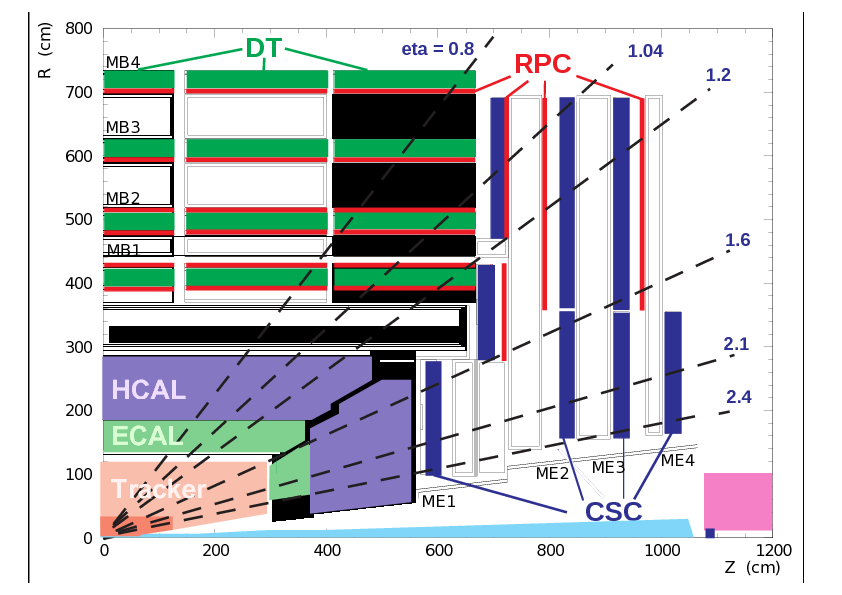 R (cm)
800
700
600
500
400
300
200
100
0
0
200
400
600
800
1000
1200
Z (cm)
DT
eta = 0.8
1.04
RPC
1.2
MB4
MB3
MB2
MB1
1.6
2.1
2.4
HCAL
ECAL
Tracker
ME1
ME2
ME3
ME4
CSC